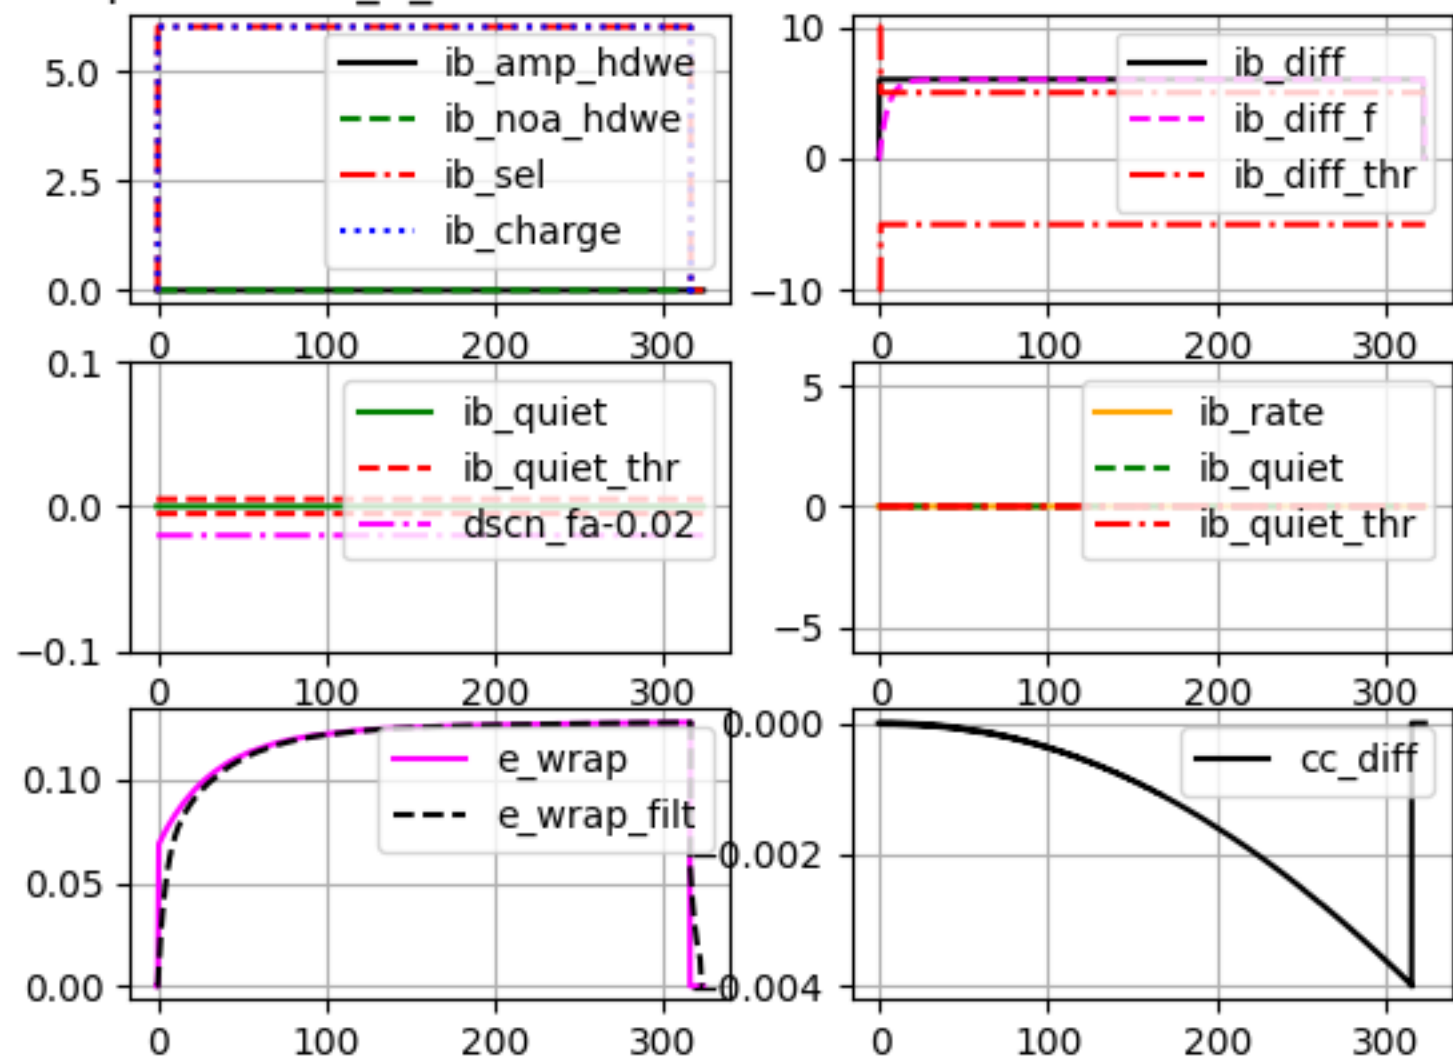 5.0
2.5
0.0
ib_amp_hdwe
ib_noa_hdwe
ib_sel
ib_charge
0 100 200 300
10
0
−10
ib_diff
ib_diff_f
ib_diff_thr
0 100 200 300
0.1
0.0
−0.1
ib_quiet
ib_quiet_thr
dscn_fa-0.02
0 100 200 300
5
0
−5
ib_rate
ib_quiet
ib_quiet_thr
0 100 200 300
0.10
0.05
0.00
e_wrap
e_wrap_filt
0 100 200 300
0.000
−0.002
−0.004
cc_diff
0 100 200 300